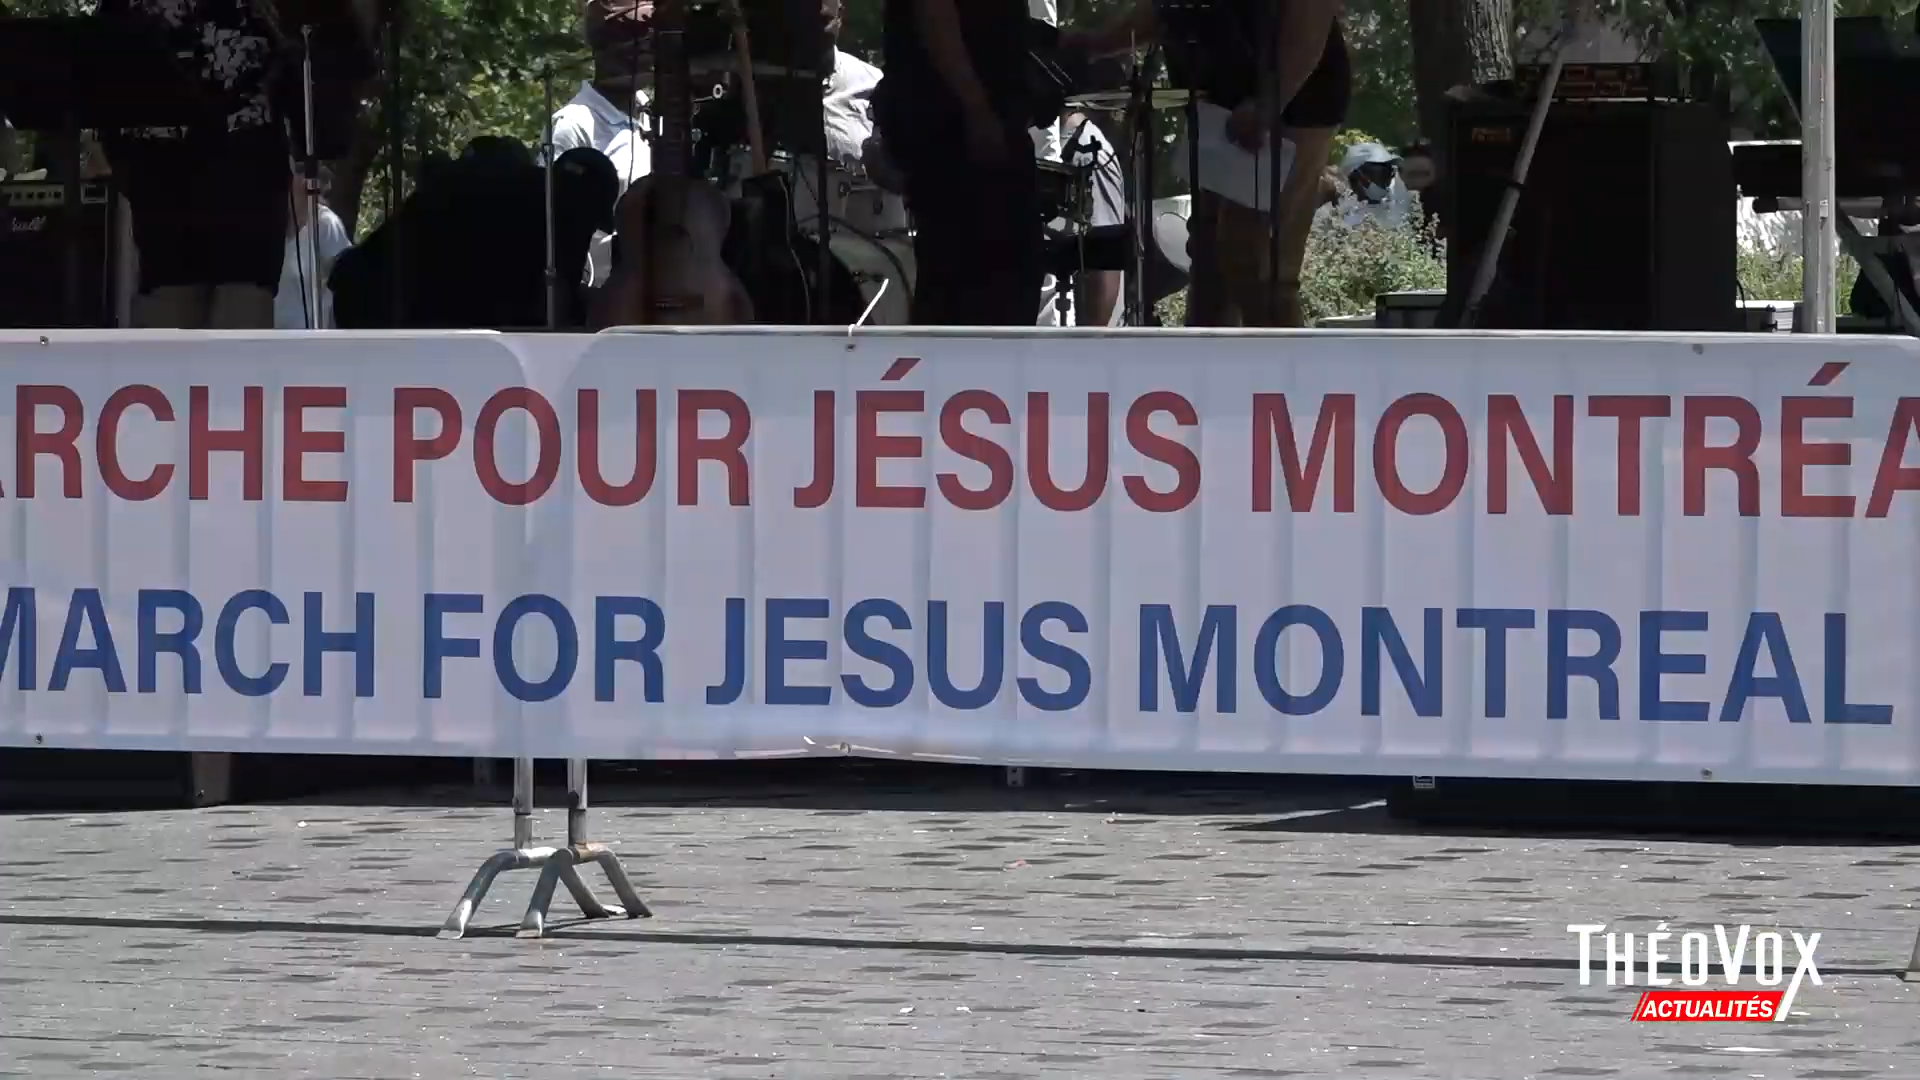 ARCHE POUR JÉSUS MONTRÉA
MARCH FOR JESUS MONTREAL
THÉOVOX
ACTUALITÉS